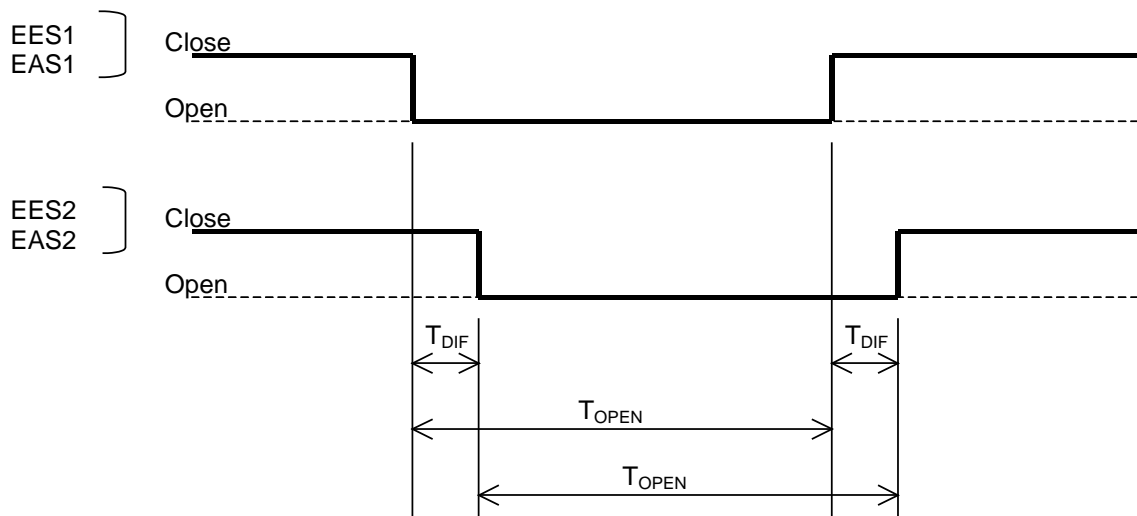 EES1
EAS1
Close
Open
EES2
EAS2
Close
Open
TDIF
TDIF
TOPEN
TOPEN